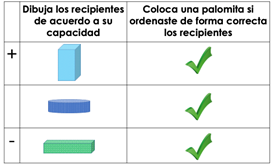 Dibuja los recipientes
de acuerdo a su
capacidad
Coloca una palomita si
ordenaste de forma correcta
los recipientes
+
-